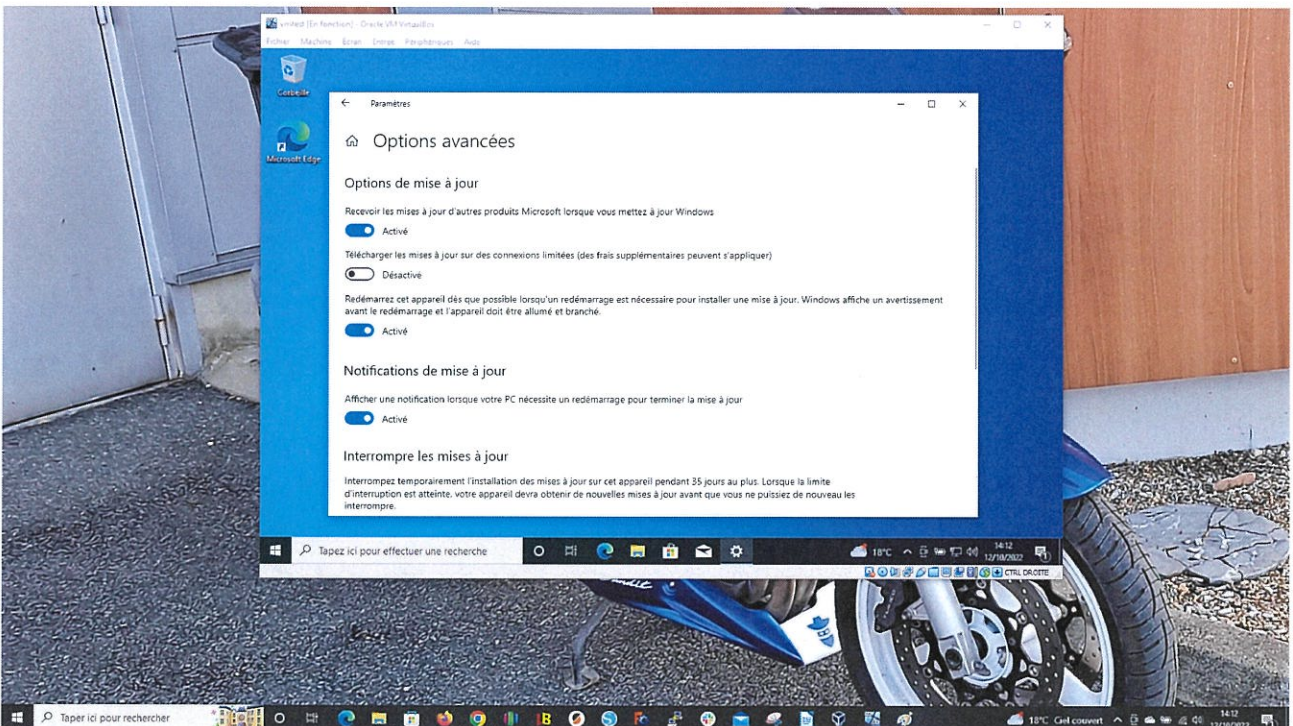 vmtest [En fonction] - Oracle VM VirtualBox
Fichier Machine Écran Entrée Périphériques Aide
Corbeille
Microsoft Edge
Paramètres
Options avancées
Options de mise à jour
Recevoir les mises à jour d'autres produits Microsoft lorsque vous mettez à jour Windows
Activé
Télécharger les mises à jour sur des connexions limitées (des frais supplémentaires peuvent s'appliquer)
Désactivé
Redémarrez cet appareil dès que possible lorsqu'un redémarrage est nécessaire pour installer une mise à jour. Windows affiche un avertissement
avant le redémarrage et l'appareil doit être allumé et branché.
Activé
Notifications de mise à jour
Afficher une notification lorsque votre PC nécessite un redémarrage pour terminer la mise à jour
Activé
Interrompre les mises à jour
Interrompez temporairement l'installation des mises à jour sur cet appareil pendant 35 jours au plus. Lorsque la limite
d'interruption est atteinte, votre appareil devra obtenir de nouvelles mises à jour avant que vous ne puissiez de nouveau les
interrompre.
Tapez ici pour effectuer une recherche
18°C
14:12
12/10/2022
CTRL DROITE
Bandit
Taper ici pour rechercher
18°C Ciel couvert
14:12
12/10/2022